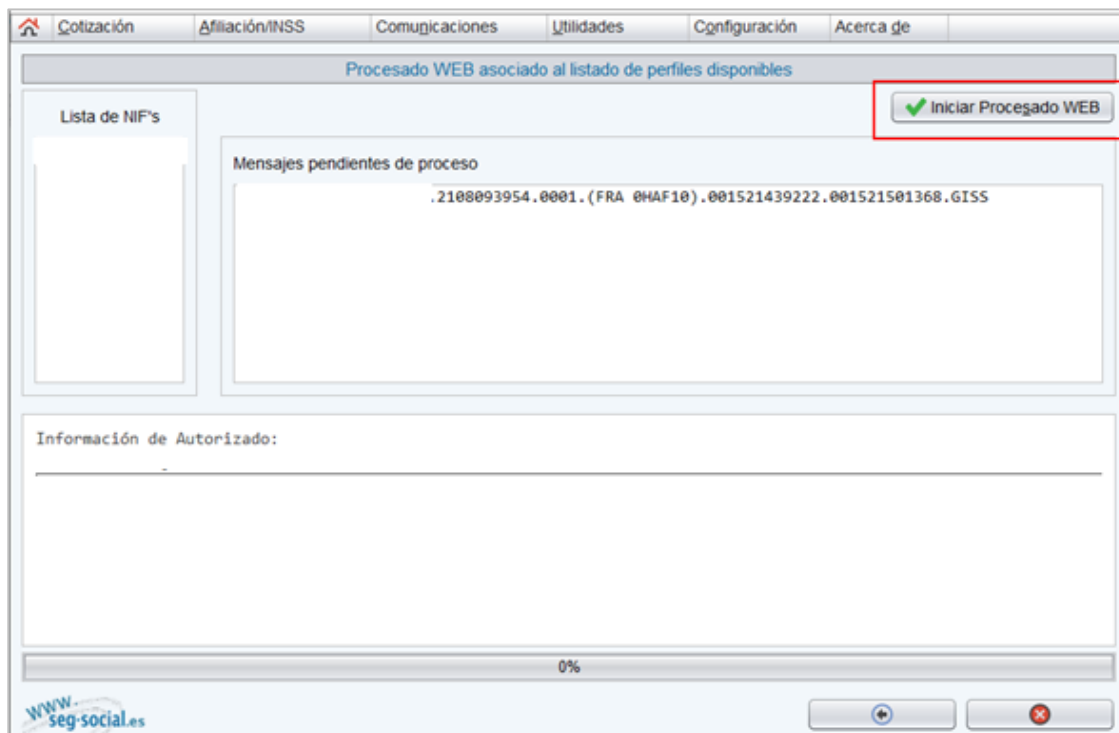 Cotización Afiliación/INSS Comunicaciones Utilidades Configuración Acerca de
Procesado WEB asociado al listado de perfiles disponibles
Iniciar Procesado WEB
Lista de NIF's
Mensajes pendientes de proceso
.2108093954.0001.(FRA 0HAF10).001521439222.001521501368.GISS
Información de Autorizado:
-
0%
www.
seg-social.es